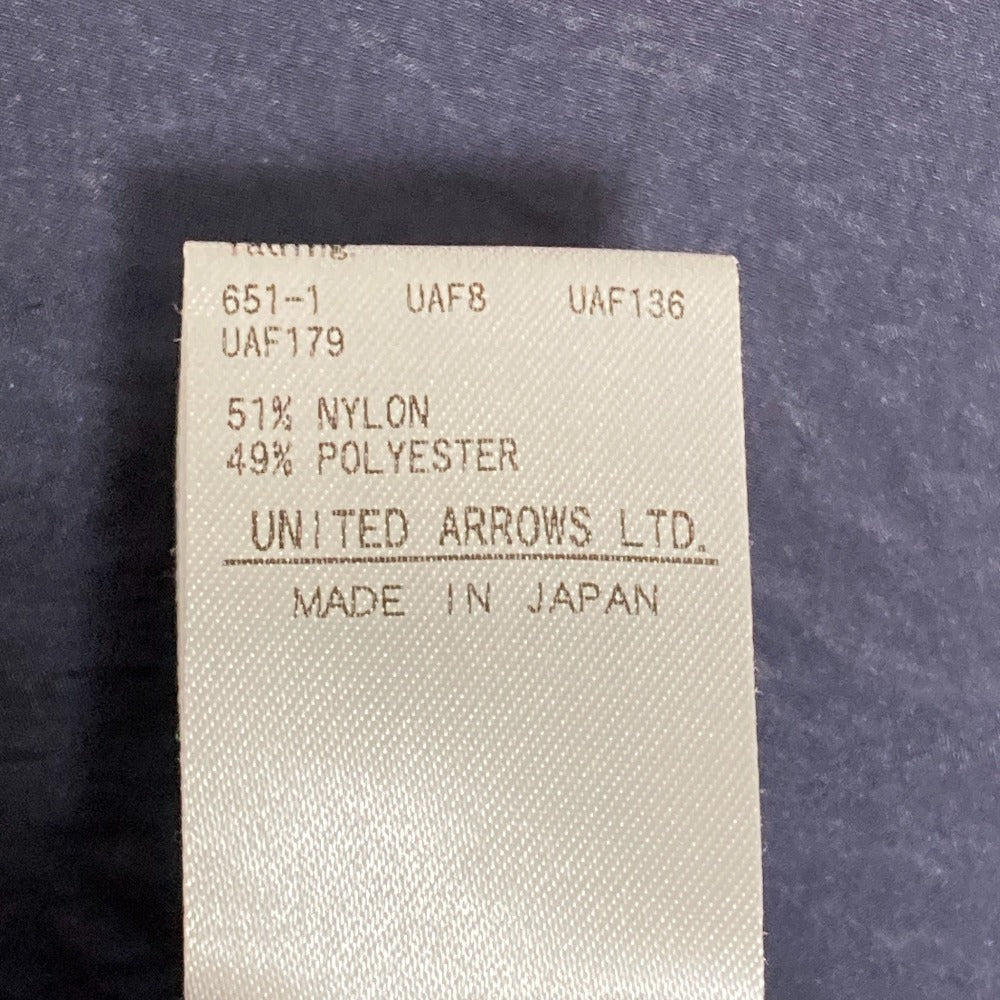 651-1 UAF8 UAF136
UAF179
51% NYLON
49% POLYESTER
UNITED ARROWS LTD.
MADE IN JAPAN